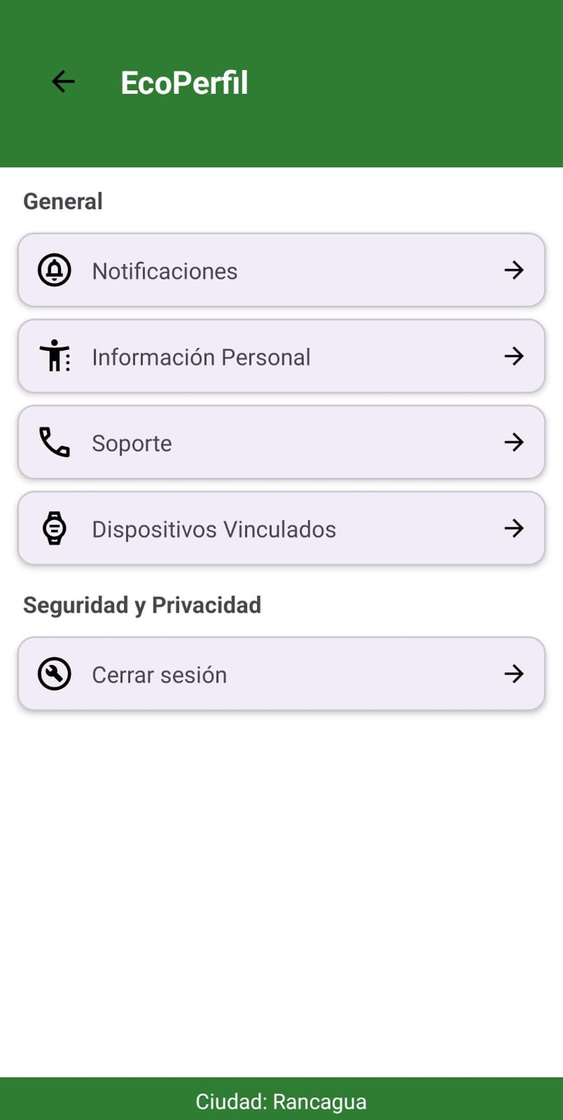 EcoPerfil
General
Notificaciones
Información Personal
Soporte
Dispositivos Vinculados
Seguridad y Privacidad
Cerrar sesión
Ciudad: Rancagua